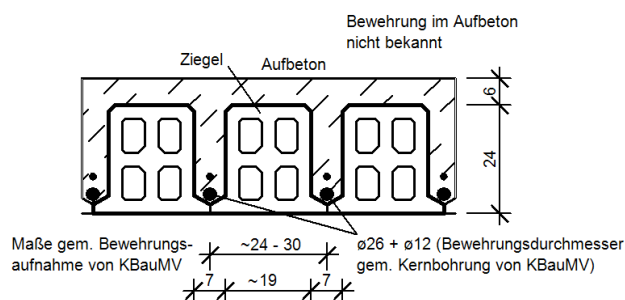 Bewehrung im Aufbeton
nicht bekannt
Ziegel
Aufbeton
6
24
Maße gem. Bewehrungs-
aufnahme von KBauMV
~24 - 30
ø26 + ø12 (Bewehrungsdurchmesser
gem. Kernbohrung von KBauMV)
7
~19
7